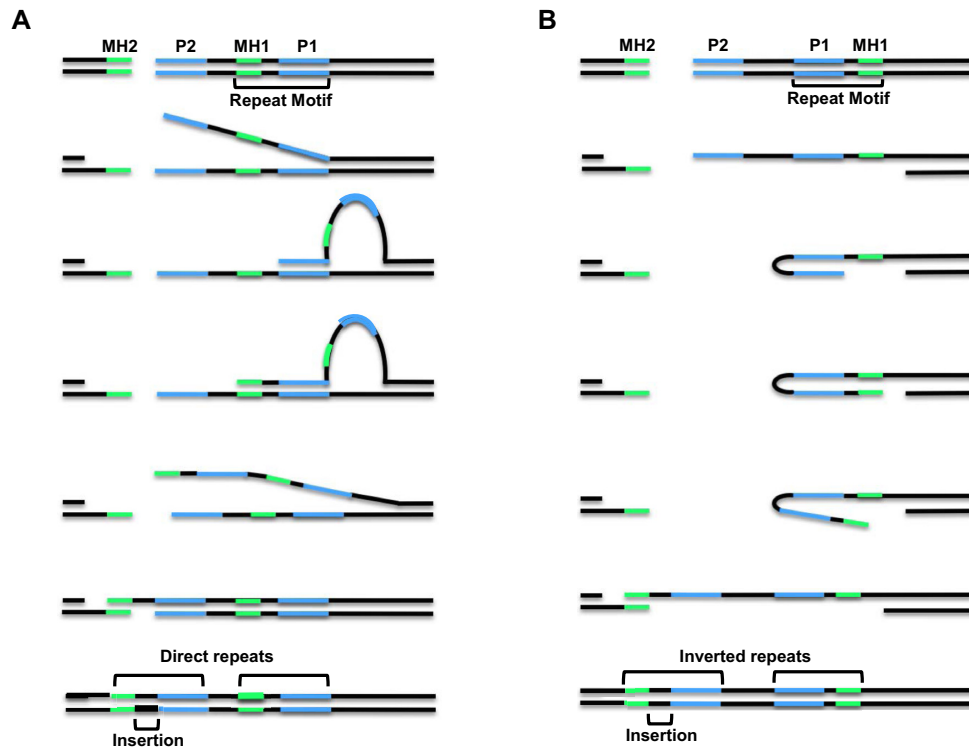 A
MH2 P2 MH1 P1
Repeat Motif
Direct repeats
Insertion
B
MH2 P2 P1 MH1
Repeat Motif
Inverted repeats
Insertion